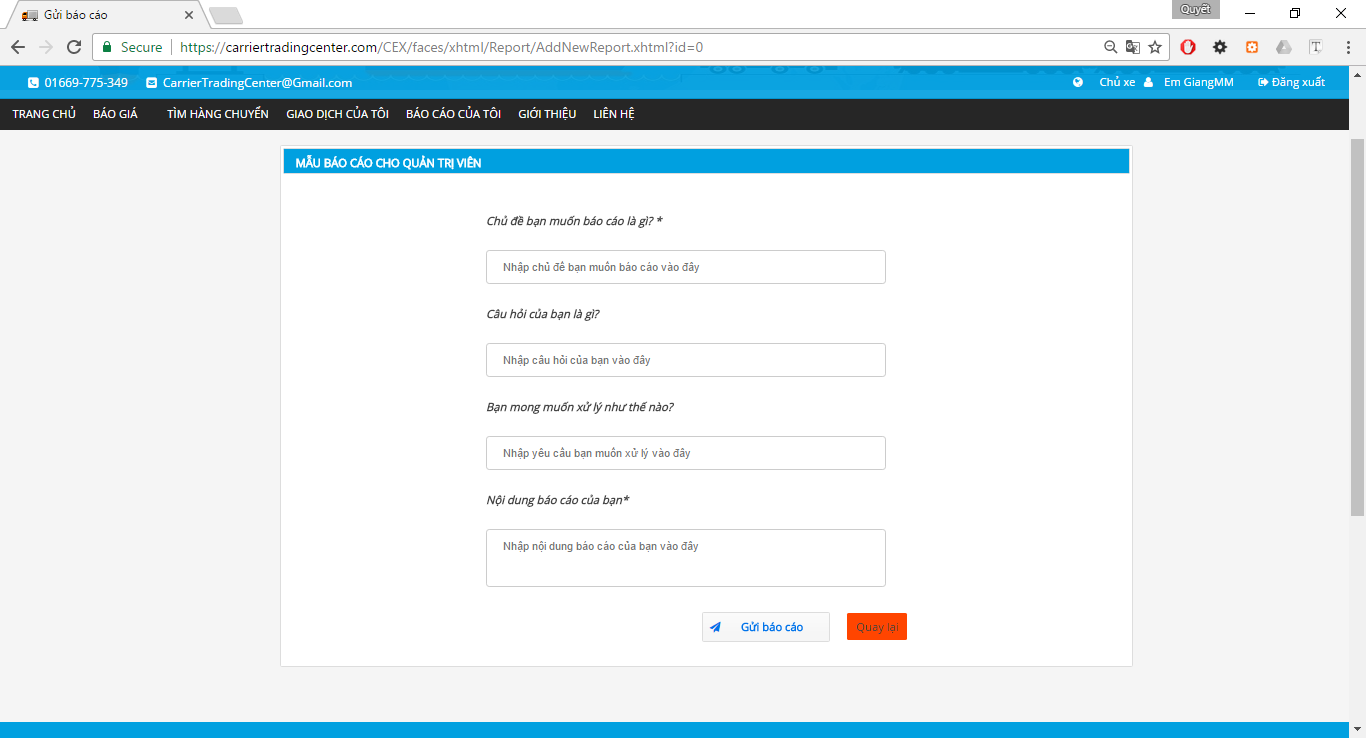 Gửi báo cáo
Quyết
Secure https://carriertradingcenter.com/CEX/faces/xhtml/Report/AddNewReport.xhtml?id=0
01669-775-349 CarrierTradingCenter@Gmail.com Chủ xe Em GiangMM Đăng xuất
TRANG CHỦ BÁO GIÁ TÌM HÀNG CHUYẾN GIAO DỊCH CỦA TÔI BÁO CÁO CỦA TÔI GIỚI THIỆU LIÊN HỆ
MẪU BÁO CÁO CHO QUẢN TRỊ VIÊN
Chủ đề bạn muốn báo cáo là gì? *
Nhập chủ đề bạn muốn báo cáo vào đây
Câu hỏi của bạn là gì?
Nhập câu hỏi của bạn vào đây
Bạn mong muốn xử lý như thế nào?
Nhập yêu cầu bạn muốn xử lý vào đây
Nội dung báo cáo của bạn*
Nhập nội dung báo cáo của bạn vào đây
Gửi báo cáo Quay lại